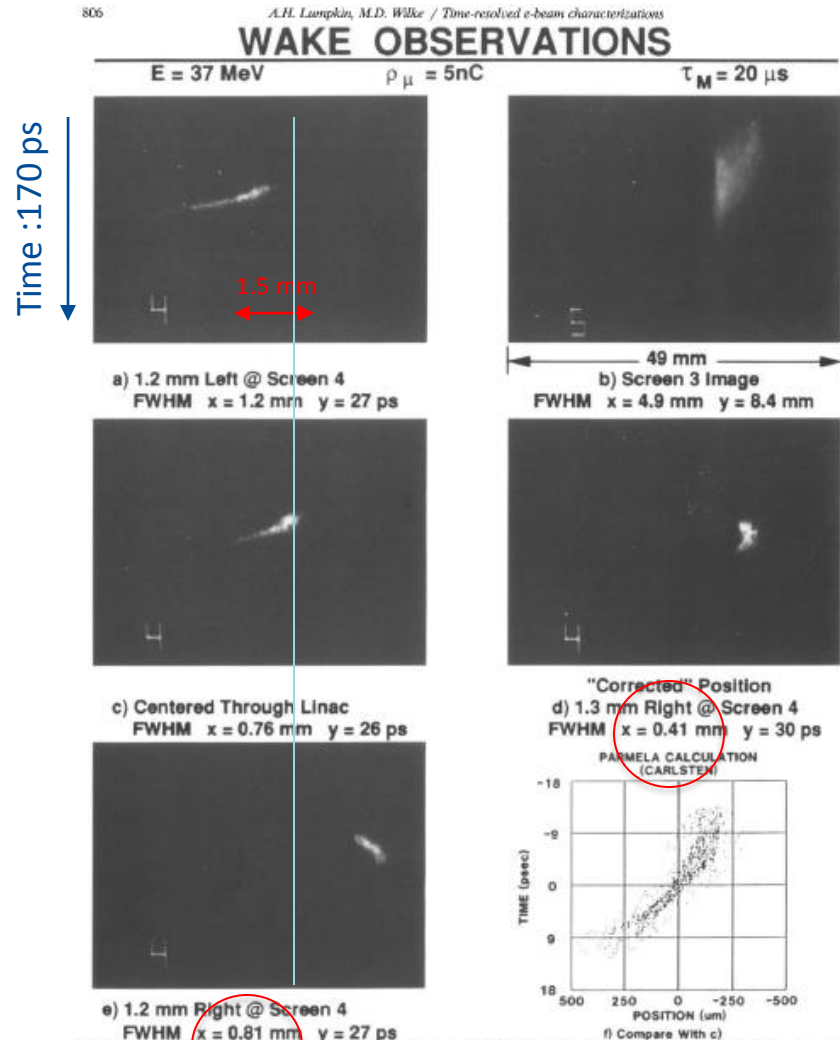 806 A.H. Lumpkin, M.D. Wilke / Time-resolved e-beam characterizations
WAKE OBSERVATIONS
E = 37 MeV ρμ = 5nC τM = 20 μs
Time :170 ps
1.5 mm
49 mm
a) 1.2 mm Left @ Screen 4
FWHM x = 1.2 mm y = 27 ps
b) Screen 3 Image
FWHM x = 4.9 mm y = 8.4 mm
c) Centered Through Linac
FWHM x = 0.76 mm y = 26 ps
"Corrected" Position
d) 1.3 mm Right @ Screen 4
FWHM x = 0.41 mm y = 30 ps
e) 1.2 mm Right @ Screen 4
FWHM x = 0.81 mm y = 27 ps
PARMELA CALCULATION
(CARLSTEN)
-18
-9
0
9
18
TIME (psec)
500 250 0 -250 -500
POSITION (um)
f) Compare With c)